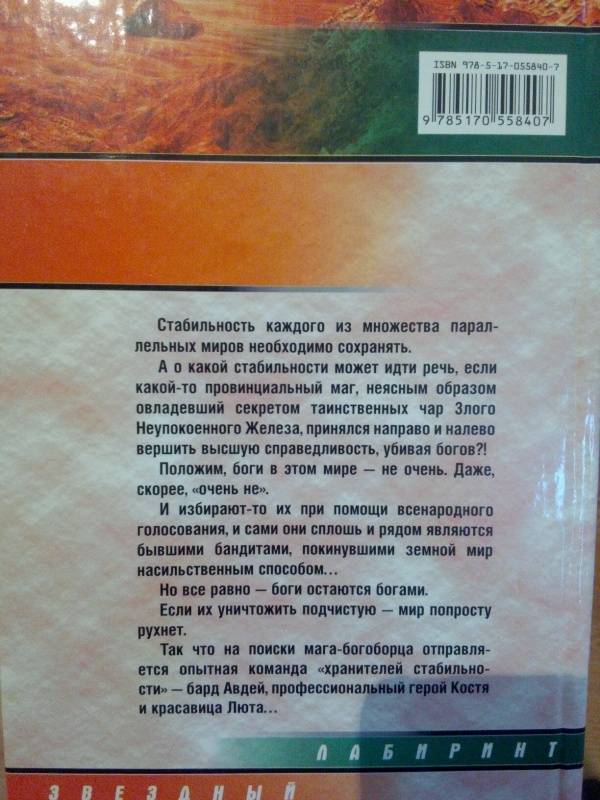 ISBN 978-5-17-055840-7
9 785170 558407
Стабильность каждого из множества парал-
лельных миров необходимо сохранять.
А о какой стабильности может идти речь, если
какой-то провинциальный маг, неясным образом
овладевший секретом таинственных чар Злого
Неупокоенного Железа, принялся направо и налево
вершить высшую справедливость, убивая богов?!
Положим, боги в этом мире — не очень. Даже,
скорее, «очень не».
И избирают-то их при помощи всенародного
голосования, и сами они сплошь и рядом являются
бывшими бандитами, покинувшими земной мир
насильственным способом...
Но все равно — боги остаются богами.
Если их уничтожить подчистую — мир попросту
рухнет.
Так что на поиски мага-богоборца отправля-
ется опытная команда «хранителей стабильно-
сти» — бард Авдей, профессиональный герой Костя
и красавица Люта...
ЛАБИРИНТ
ЗВЕЗДНЫЙ